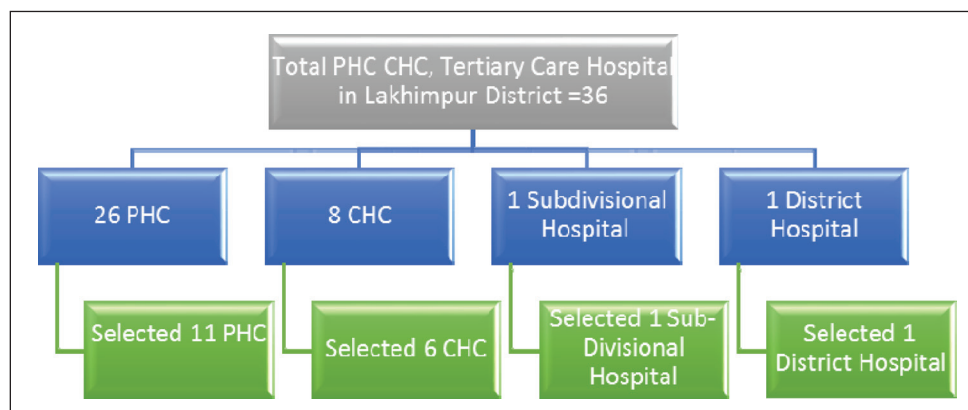 Total PHC CHC, Tertiary Care Hospital
in Lakhimpur District =36
26 PHC
8 CHC
1 Subdivisional
Hospital
1 District
Hospital
Selected 11 PHC
Selected 6 CHC
Selected 1 Sub-
Divisional
Hospital
Selected 1
District Hospital